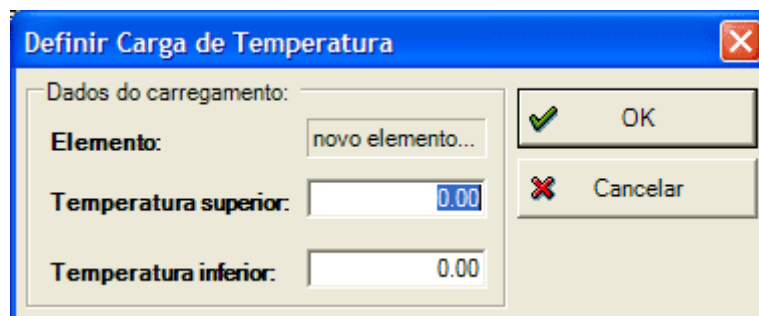 Definir Carga de Temperatura
Dados do carregamento:
Elemento: novo elemento...
Temperatura superior: 0.00
Temperatura inferior: 0.00
OK
Cancelar